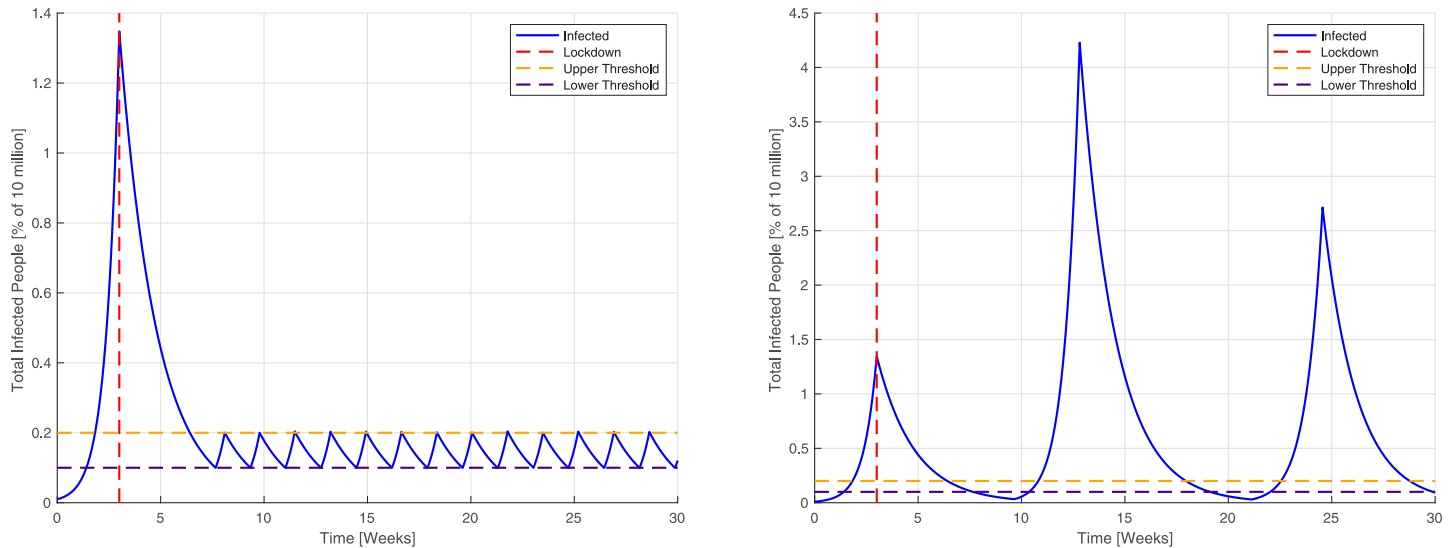 1.4
1.2
1
0.8
0.6
0.4
0.2
0
Total Infected People [% of 10 million]
0 5 10 15 20 25 30
Time [Weeks]
Infected
Lockdown
Upper Threshold
Lower Threshold
4.5
4
3.5
3
2.5
2
1.5
1
0.5
0
Total Infected People [% of 10 million]
0 5 10 15 20 25 30
Time [Weeks]
Infected
Lockdown
Upper Threshold
Lower Threshold